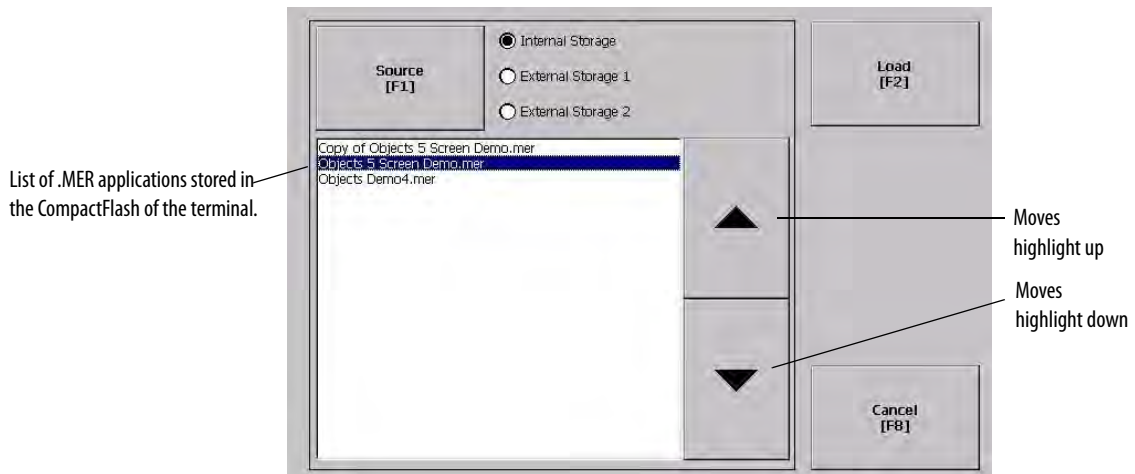 Source
[F1]
Internal Storage
External Storage 1
External Storage 2
Load
[F2]
Copy of Objects 5 Screen Demo.mer
Objects 5 Screen Demo.mer
Objects Demo4.mer
List of .MER applications stored in
the CompactFlash of the terminal.
Moves
highlight up
Moves
highlight down
Cancel
[F8]